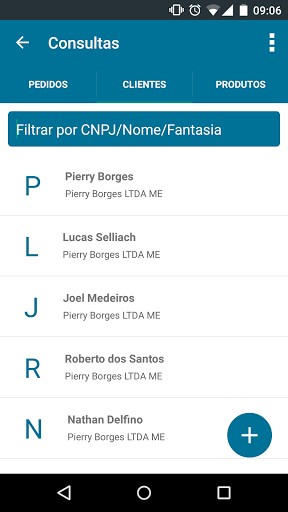 09:06
Consultas
PEDIDOS CLIENTES PRODUTOS
Filtrar por CNPJ/Nome/Fantasia
P
Pierry Borges
Pierry Borges LTDA ME
L
Lucas Selliach
Pierry Borges LTDA ME
J
Joel Medeiros
Pierry Borges LTDA ME
R
Roberto dos Santos
Pierry Borges LTDA ME
N
Nathan Delfino
Pierry Borges LTDA ME